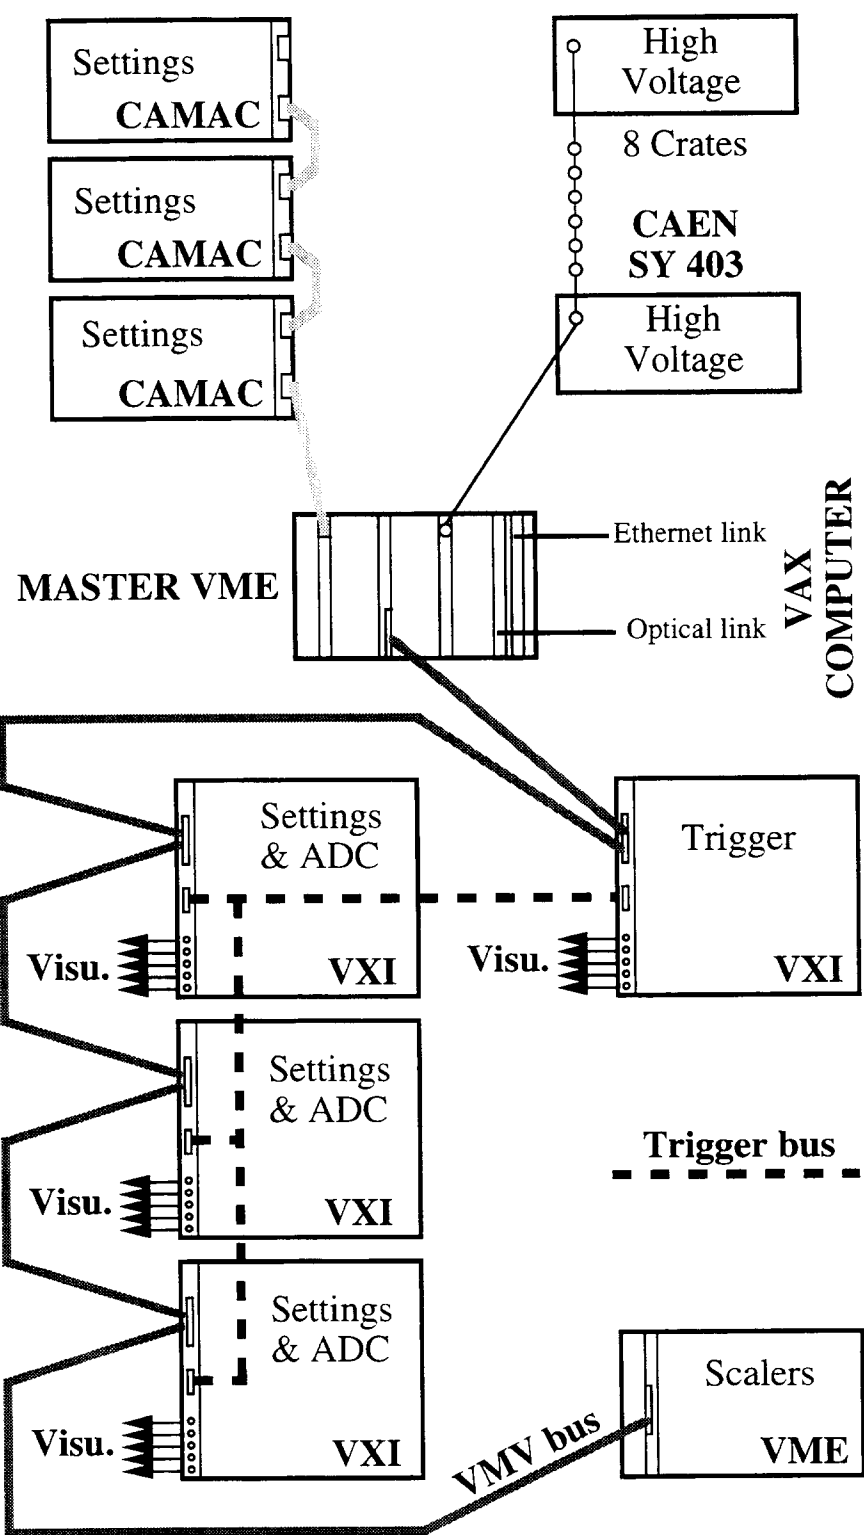 Settings
CAMAC
Settings
CAMAC
Settings
CAMAC
High
Voltage
8 Crates
CAEN
SY 403
High
Voltage
MASTER VME
Ethernet link
Optical link
VAX
COMPUTER
Settings
& ADC
Visu.
VXI
Trigger
Visu.
VXI
Settings
& ADC
Visu.
VXI
Trigger bus
Settings
& ADC
Visu.
VXI
Scalers
VME
VMV bus